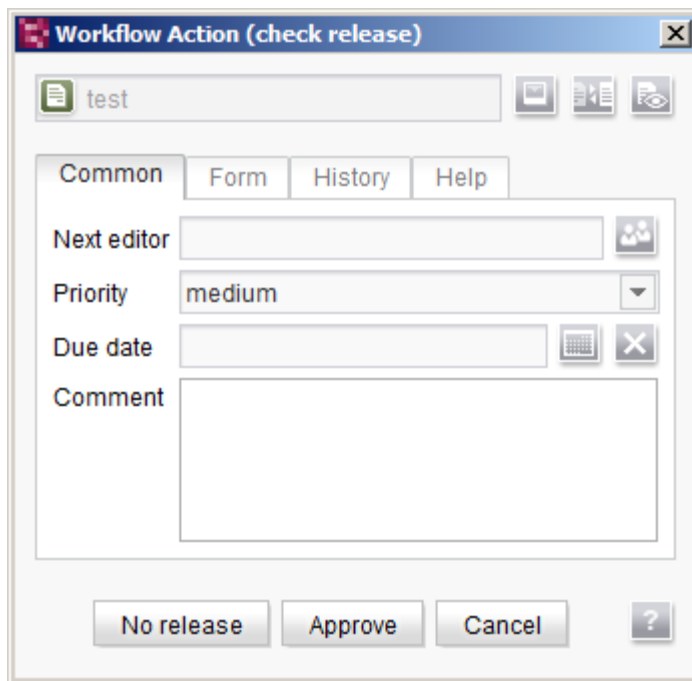 Workflow Action (check release)
test
Common Form History Help
Next editor
Priority medium
Due date
Comment
No release Approve Cancel ?